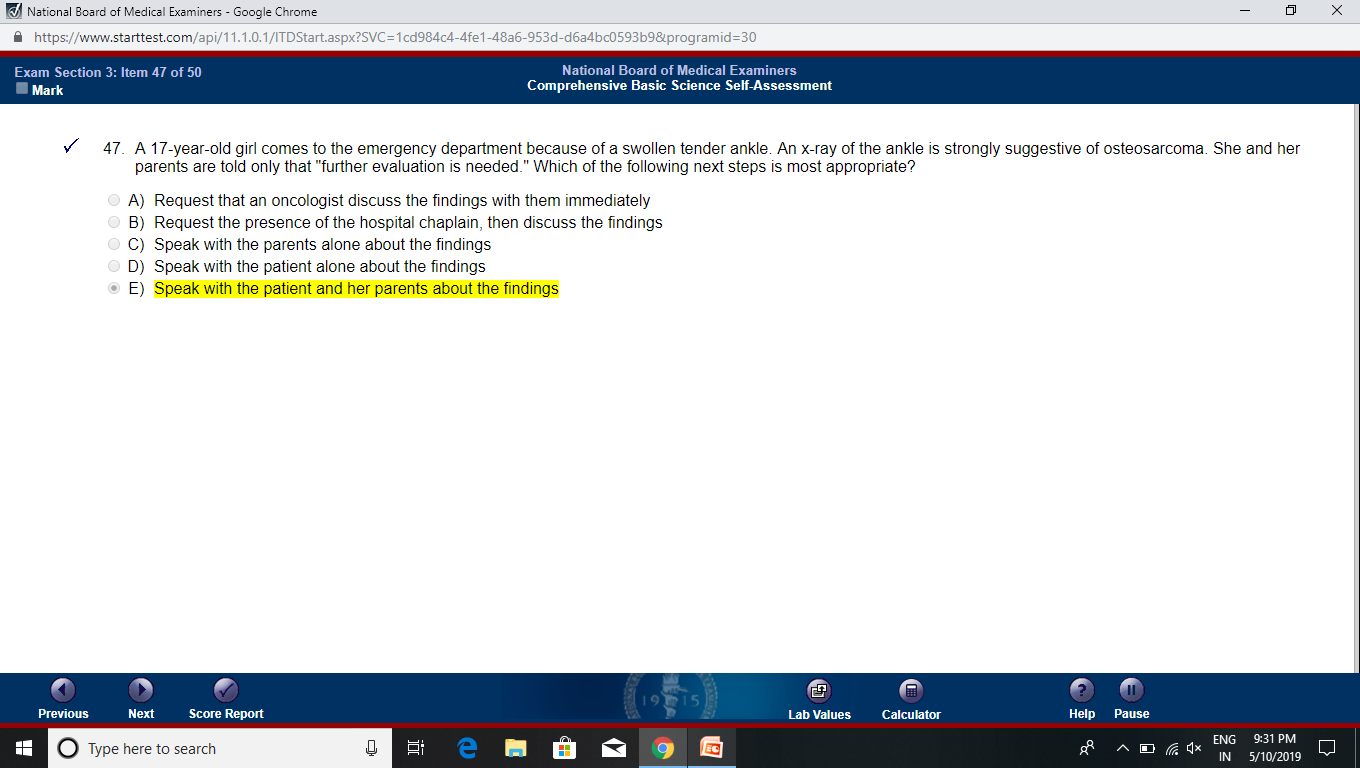 National Board of Medical Examiners - Google Chrome
https://www.starttest.com/api/11.1.0.1/ITDStart.aspx?SVC=1cd984c4-4fe1-48a6-953d-d6a4bc0593b9&programid=30
Exam Section 3: Item 47 of 50
Mark
National Board of Medical Examiners
Comprehensive Basic Science Self-Assessment
47. A 17-year-old girl comes to the emergency department because of a swollen tender ankle. An x-ray of the ankle is strongly suggestive of osteosarcoma. She and her
parents are told only that "further evaluation is needed." Which of the following next steps is most appropriate?
A) Request that an oncologist discuss the findings with them immediately
B) Request the presence of the hospital chaplain, then discuss the findings
C) Speak with the parents alone about the findings
D) Speak with the patient alone about the findings
E) Speak with the patient and her parents about the findings
19 15
Previous
Next
Score Report
Lab Values
Calculator
Help
Pause
Type here to search
ENG
IN
9:31 PM
5/10/2019